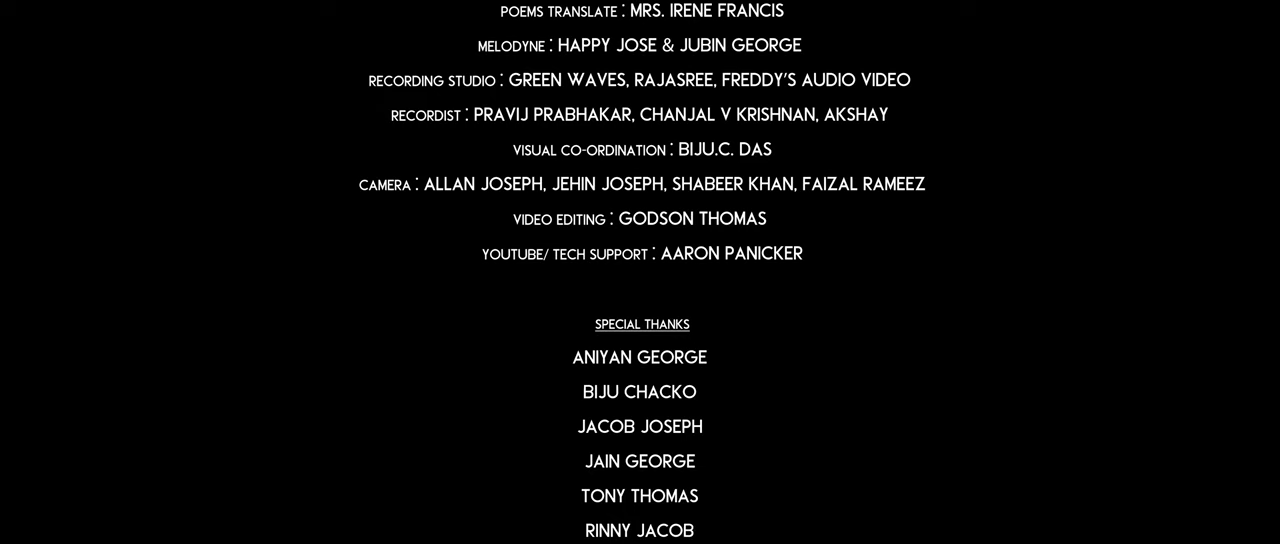 POEMS TRANSLATE : MRS. IRENE FRANCIS
MELODYNE : HAPPY JOSE & JUBIN GEORGE
RECORDING STUDIO : GREEN WAVES, RAJASREE, FREDDY'S AUDIO VIDEO
RECORDIST : PRAVIJ PRABHAKAR, CHANJAL V KRISHNAN, AKSHAY
VISUAL CO-ORDINATION : BIJU.C. DAS
CAMERA : ALLAN JOSEPH, JEHIN JOSEPH, SHABEER KHAN, FAIZAL RAMEEZ
VIDEO EDITING : GODSON THOMAS
YOUTUBE/ TECH SUPPORT : AARON PANICKER
SPECIAL THANKS
ANIYAN GEORGE
BIJU CHACKO
JACOB JOSEPH
JAIN GEORGE
TONY THOMAS
RINNY JACOB